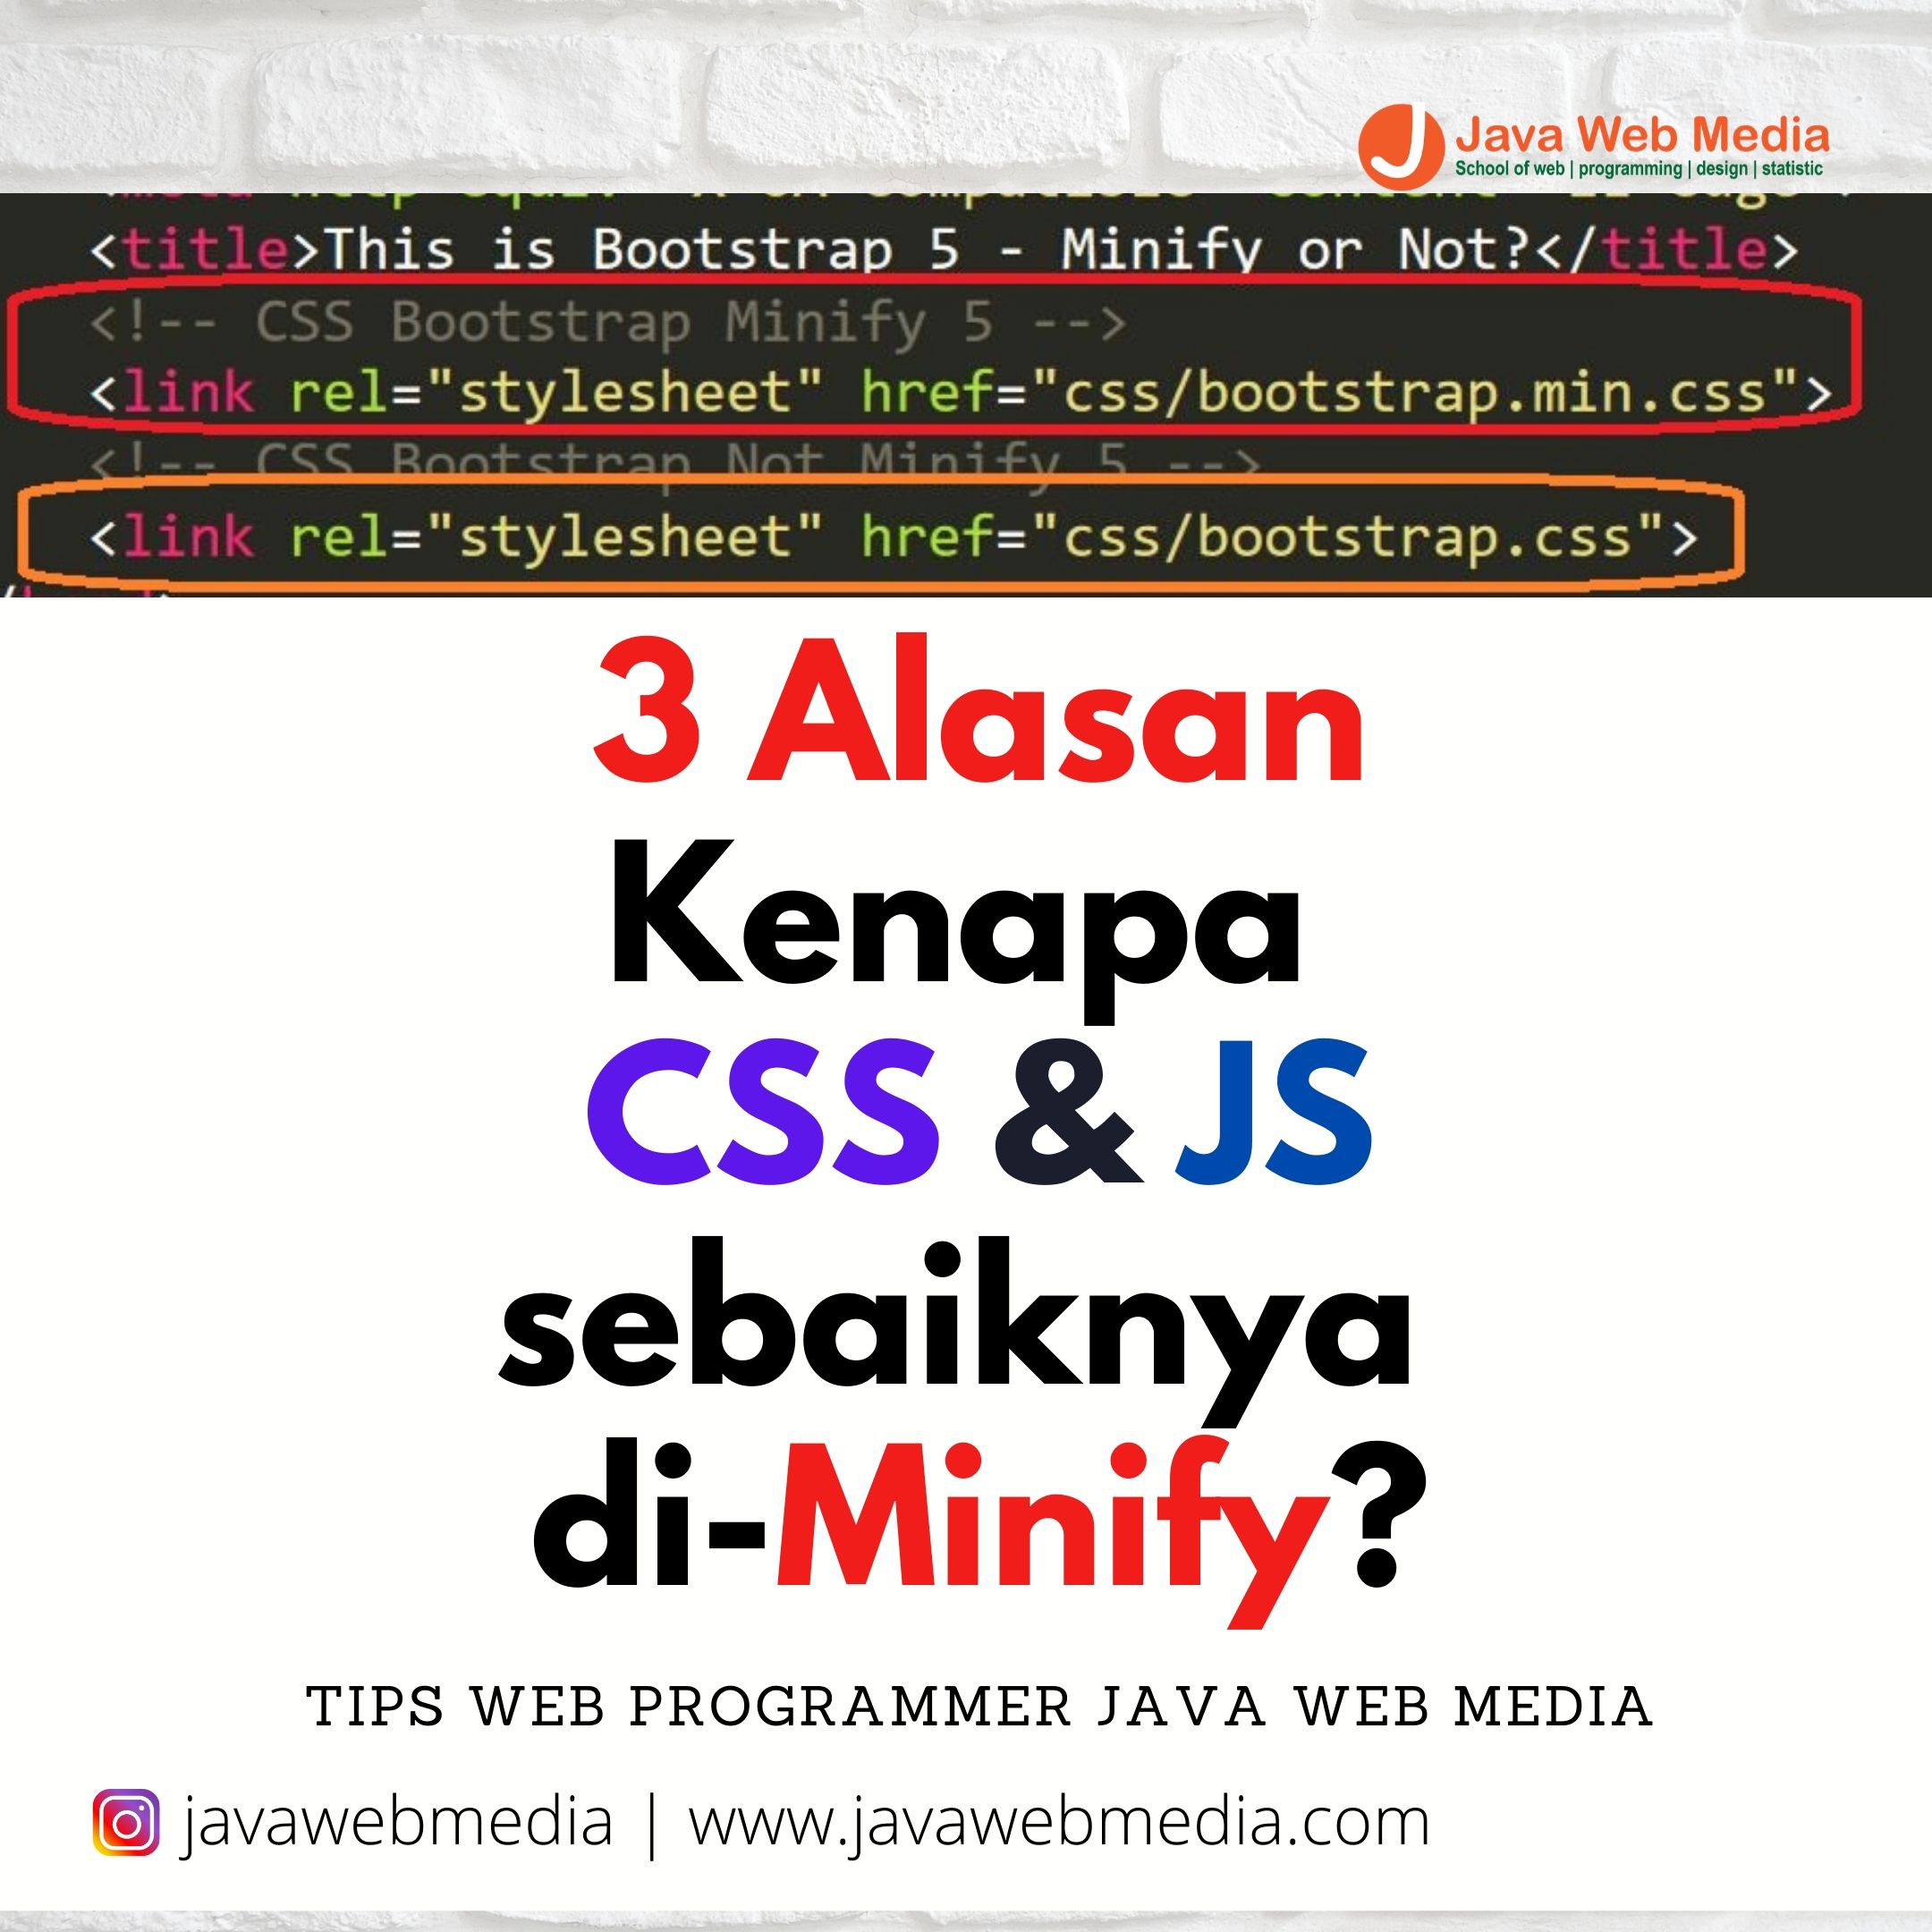 Java Web Media
School of web | programming | design | statistic
<title>This is Bootstrap 5 - Minify or Not?</title>
<!-- CSS Bootstrap Minify 5 -->
<link rel="stylesheet" href="css/bootstrap.min.css">
<!-- CSS Bootstrap Not Minify 5 -->
<link rel="stylesheet" href="css/bootstrap.css">
3 Alasan
Kenapa
CSS & JS
sebaiknya
di-Minify?
TIPS WEB PROGRAMMER JAVA WEB MEDIA
javawebmedia | www.javawebmedia.com